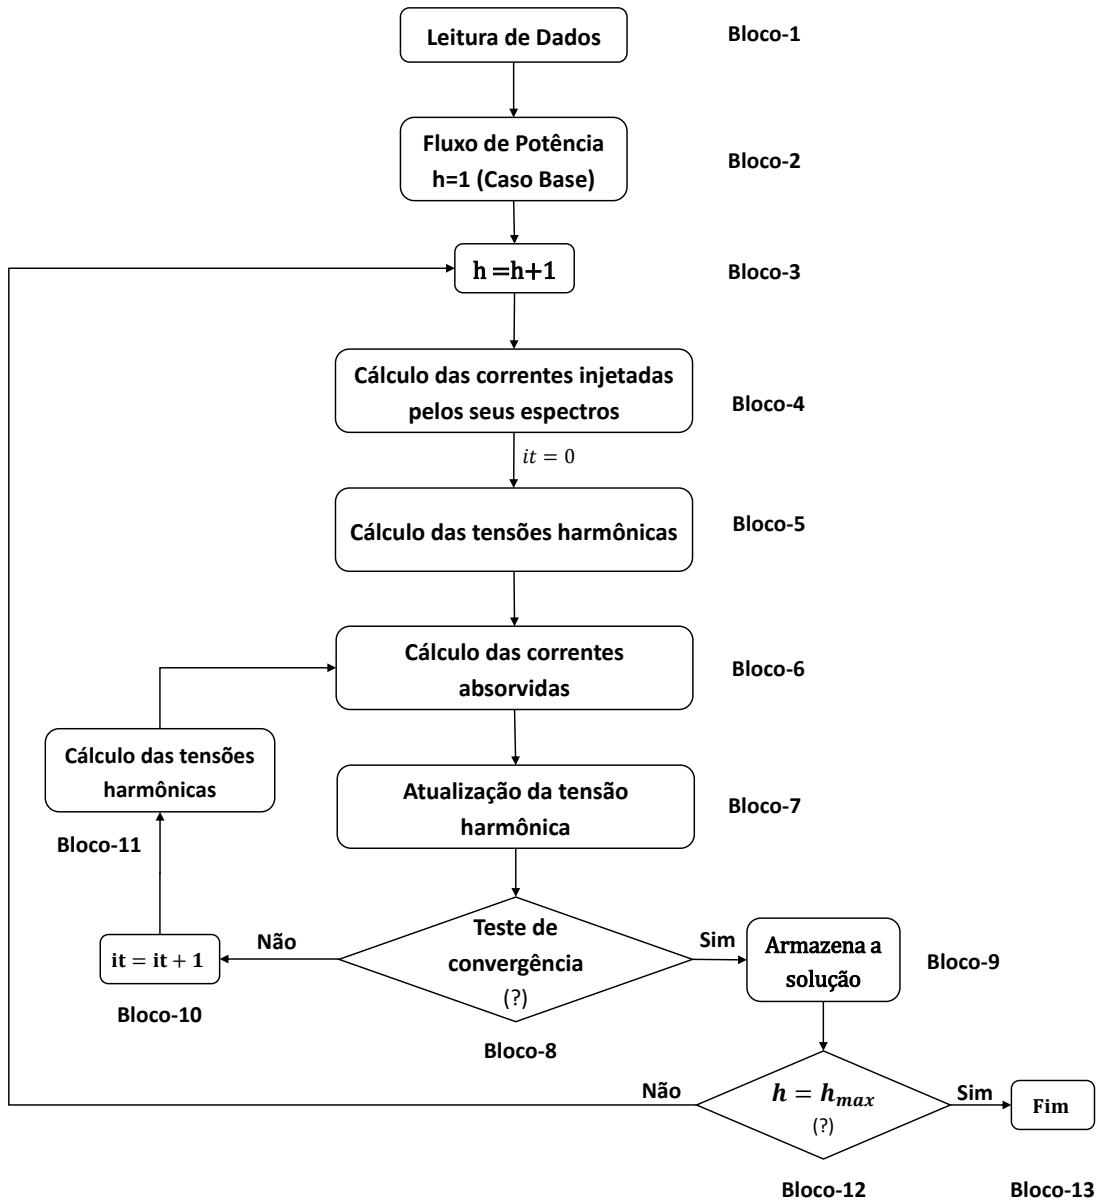 Leitura de Dados
Bloco-1
Fluxo de Potência
h=1 (Caso Base)
Bloco-2
h =h+1
Bloco-3
Cálculo das correntes injetadas
pelos seus espectros
Bloco-4
it = 0
Cálculo das tensões harmônicas
Bloco-5
Cálculo das correntes
absorvidas
Bloco-6
Cálculo das tensões
harmônicas
Bloco-11
Atualização da tensão
harmônica
Bloco-7
Teste de
convergência
(?)
Bloco-8
Não
it = it + 1
Bloco-10
Sim
Armazena a
solução
Bloco-9
h = hmax
(?)
Bloco-12
Não
Sim
Fim
Bloco-13